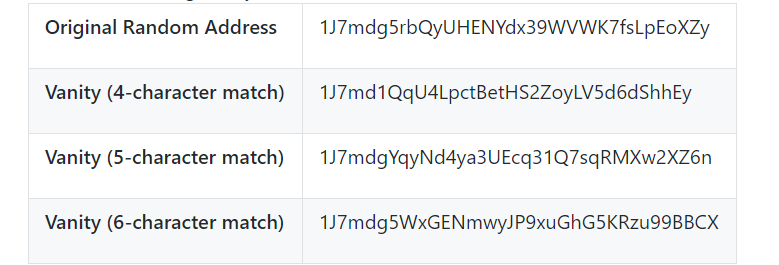 Original Random Address 1J7mdg5rbQyUHENYdx39WVWK7fsLpEoXZy
Vanity (4-character match) 1J7md1QqU4LpctBetHS2ZoyLV5d6dShhEy
Vanity (5-character match) 1J7mdgYqyNd4ya3UEcq31Q7sqRMXw2XZ6n
Vanity (6-character match) 1J7mdg5WxGENmwyJP9xuGhG5KRzu99BBCX